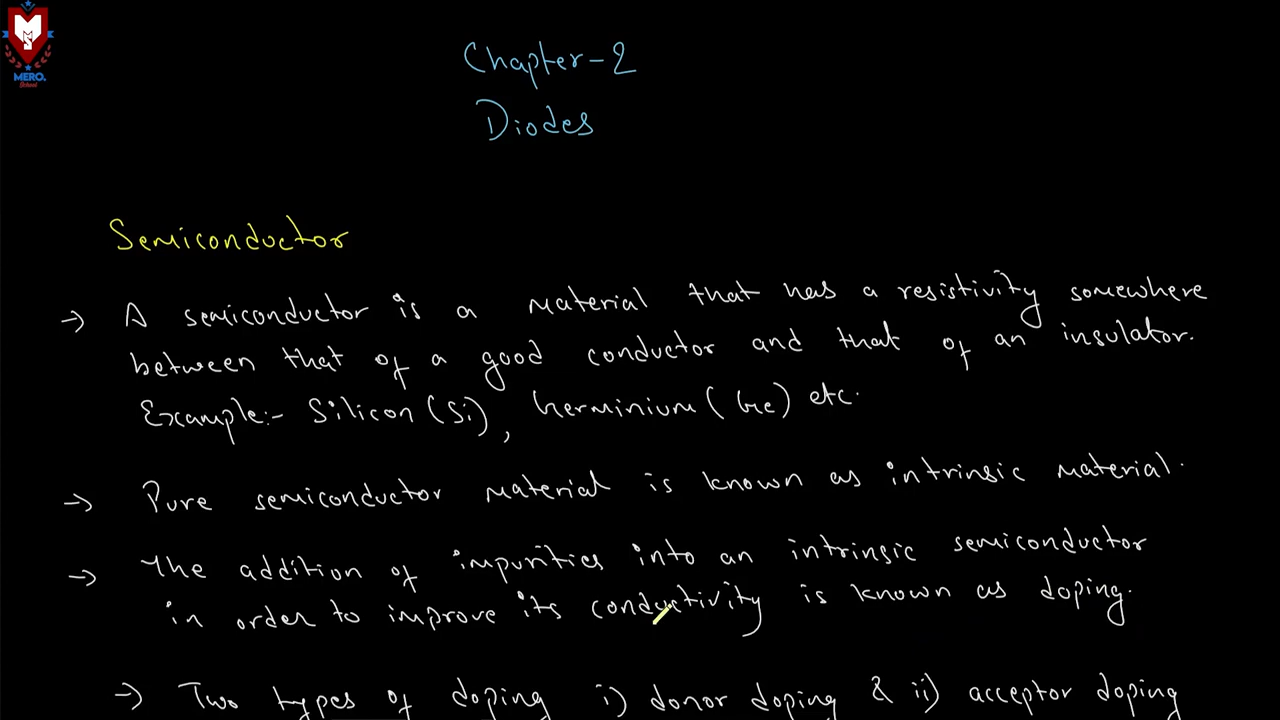 MERO.
School
Chapter-2
Diodes
Semiconductor
→ A semiconductor is a material that has a resistivity somewhere
between that of a good conductor and that of an insulator.
Example:- Silicon (Si), Germinium (Ge) etc.
→ Pure semiconductor material is known as intrinsic material.
→ The addition of impurities into an intrinsic semiconductor
in order to improve its conductivity is known as doping.
→ Two types of doping i) donor doping & ii) acceptor doping